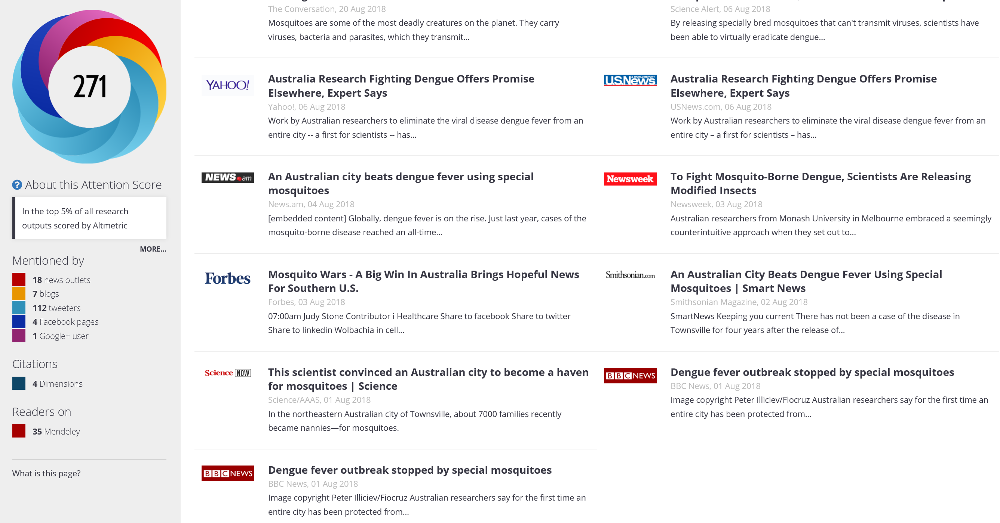 271
About this Attention Score
In the top 5% of all research
outputs scored by Altmetric
MORE...
Mentioned by
18 news outlets
7 blogs
112 tweeters
4 Facebook pages
1 Google+ user
Citations
4 Dimensions
Readers on
35 Mendeley
What is this page?
The Conversation, 20 Aug 2018
Mosquitoes are some of the most deadly creatures on the planet. They carry
viruses, bacteria and parasites, which they transmit…
Science Alert, 06 Aug 2018
By releasing specially bred mosquitoes that can't transmit viruses, scientists have
been able to virtually eradicate dengue…
YAHOO!
Australia Research Fighting Dengue Offers Promise
Elsewhere, Expert Says
Yahoo!, 06 Aug 2018
Work by Australian researchers to eliminate the viral disease dengue fever from an
entire city -- a first for scientists -- has…
U.S.News
& WORLD REPORT
Australia Research Fighting Dengue Offers Promise
Elsewhere, Expert Says
USNews.com, 06 Aug 2018
Work by Australian researchers to eliminate the viral disease dengue fever from an
entire city – a first for scientists – has…
NEWS.am
An Australian city beats dengue fever using special
mosquitoes
News.am, 04 Aug 2018
[embedded content] Globally, dengue fever is on the rise. Just last year, cases of the
mosquito-borne disease reached an all-time…
Newsweek
To Fight Mosquito-Borne Dengue, Scientists Are Releasing
Modified Insects
Newsweek, 03 Aug 2018
Australian researchers from Monash University in Melbourne embraced a seemingly
counterintuitive approach when they set out to…
Forbes
Mosquito Wars - A Big Win In Australia Brings Hopeful News
For Southern U.S.
Forbes, 03 Aug 2018
07:00am Judy Stone Contributor i Healthcare Share to facebook Share to twitter
Share to linkedin Wolbachia in cell…
Smithsonian.com
An Australian City Beats Dengue Fever Using Special
Mosquitoes | Smart News
Smithsonian Magazine, 02 Aug 2018
SmartNews Keeping you current There has not been a case of the disease in
Townsville for four years after the release of…
Science NOW
This scientist convinced an Australian city to become a haven
for mosquitoes | Science
Science/AAAS, 01 Aug 2018
In the northeastern Australian city of Townsville, about 7000 families recently
became nannies—for mosquitoes.
BBC NEWS
Dengue fever outbreak stopped by special mosquitoes
BBC News, 01 Aug 2018
Image copyright Peter Illiciev/Fiocruz Australian researchers say for the first time an
entire city has been protected from…
BBC NEWS
Dengue fever outbreak stopped by special mosquitoes
BBC News, 01 Aug 2018
Image copyright Peter Illiciev/Fiocruz Australian researchers say for the first time an
entire city has been protected from…